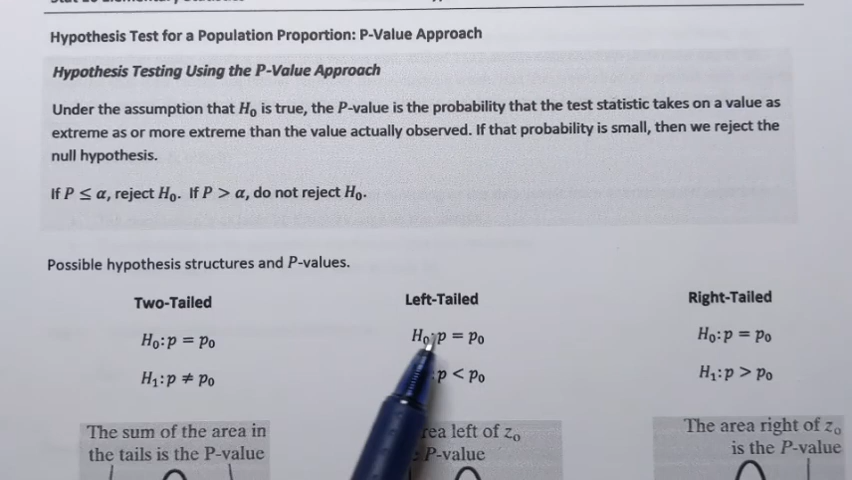 Hypothesis Test for a Population Proportion: P-Value Approach
Hypothesis Testing Using the P-Value Approach
Under the assumption that H₀ is true, the P-value is the probability that the test statistic takes on a value as
extreme as or more extreme than the value actually observed. If that probability is small, then we reject the
null hypothesis.
If P ≤ α, reject H₀. If P > α, do not reject H₀.
Possible hypothesis structures and P-values.
Two-Tailed Left-Tailed Right-Tailed
H₀: p = p₀ H₀: p = p₀ H₀: p = p₀
H₁: p ≠ p₀ : p < p₀ H₁: p > p₀
The sum of the area in left of z₀ The area right of z₀
the tails is the P-value P-value is the P-value